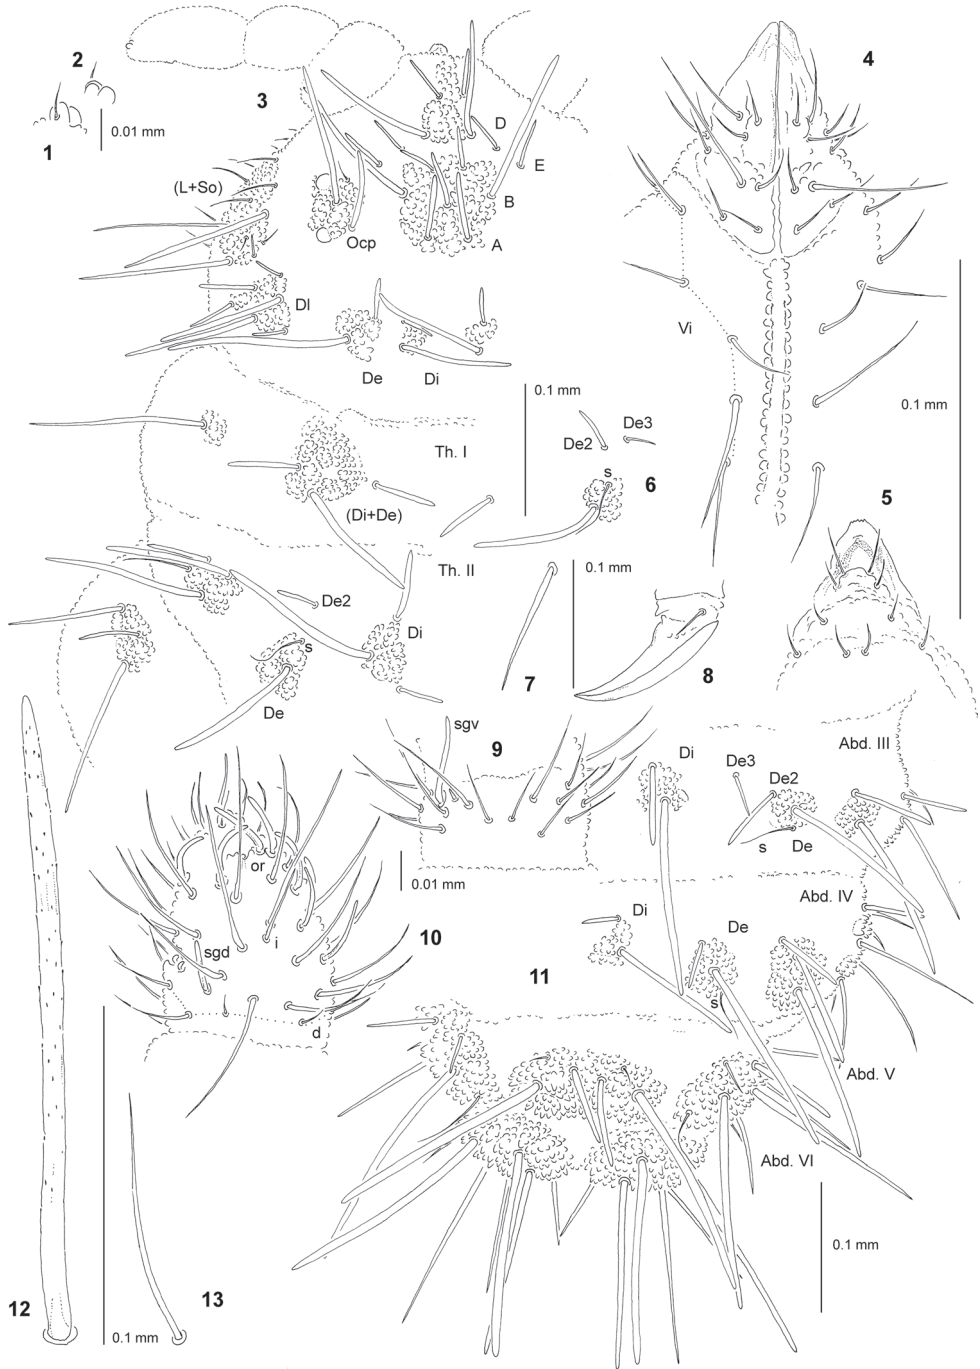 2
4
3
0.01 mm
D
1
E
(L+So)
B
Ocp
A
Dl
Vi
De
Di
0.1 mm
0.1 mm
De3
De2
Th. I
s
6
5
(Di+De)
Th. II
0.1 mm
De2
Di
s
8
7
De
sgv
9
Abd. III
Di
De3
De2
s
De
or
0.01 mm
Abd. IV
Di
De
sgd
i
10
11
s
d
Abd. V
Abd. VI
0.1 mm
13
12
0.1 mm